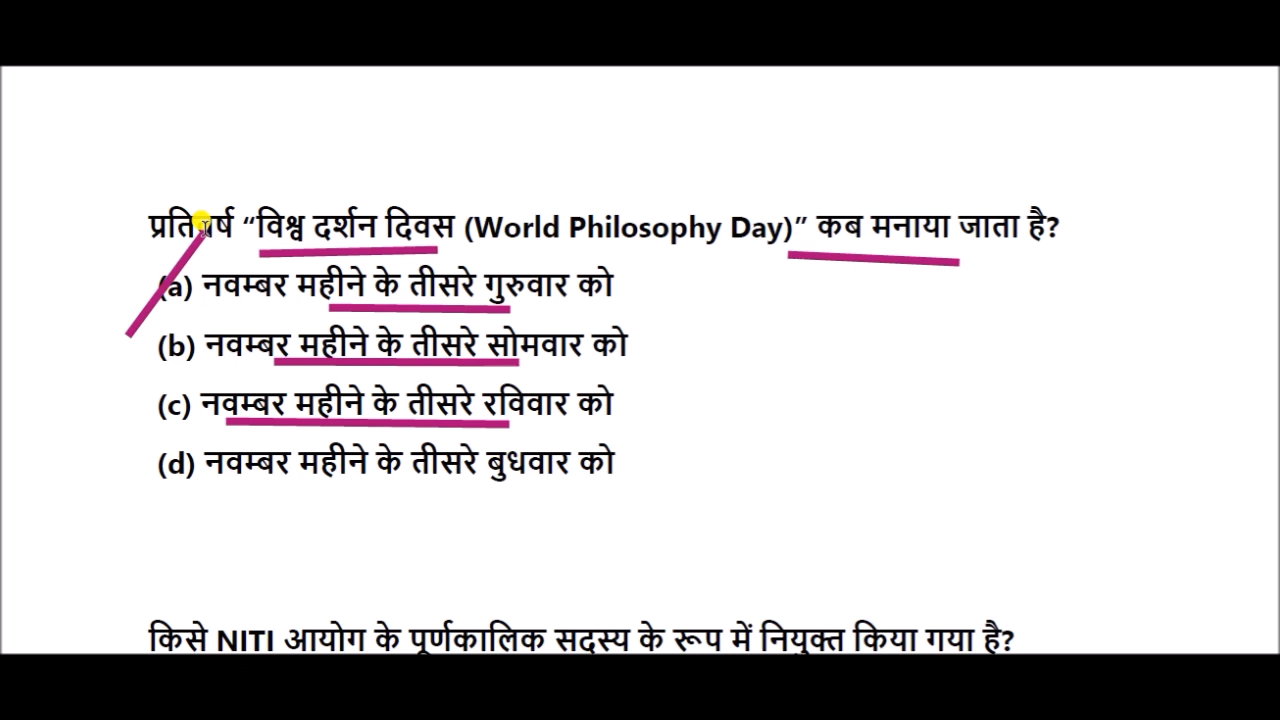 प्रतिवर्ष “विश्व दर्शन दिवस (World Philosophy Day)” कब मनाया जाता है?
(a) नवम्बर महीने के तीसरे गुरुवार को
(b) नवम्बर महीने के तीसरे सोमवार को
(c) नवम्बर महीने के तीसरे रविवार को
(d) नवम्बर महीने के तीसरे बुधवार को
किसे NITI आयोग के पूर्णकालिक सदस्य के रूप में नियुक्त किया गया है?